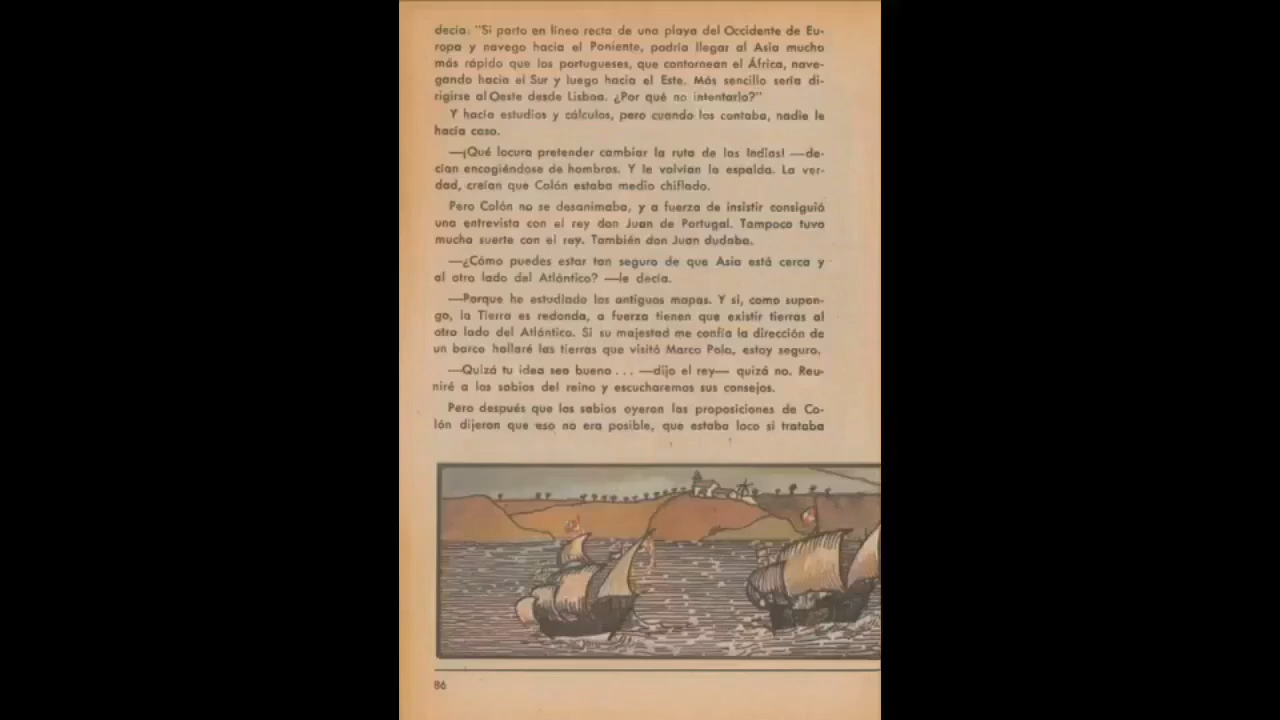 decía: "Si parto en línea recta de una playa del Occidente de Eu-
ropa y navego hacia el Poniente, podría llegar al Asia mucho
más rápido que los portugueses, que contornean el África, nave-
gando hacia el Sur y luego hacia el Este. Más sencillo sería di-
rigirse al Oeste desde Lisboa. ¿Por qué no intentarlo?"
Y hacía estudios y cálculos, pero cuando los contaba, nadie le
hacía caso.
—¡Qué locura pretender cambiar la ruta de las Indias! —de-
cían encogiéndose de hombros. Y le volvían la espalda. La ver-
dad, creían que Colón estaba medio chiflado.
Pero Colón no se desanimaba, y a fuerza de insistir consiguió
una entrevista con el rey don Juan de Portugal. Tampoco tuvo
mucha suerte con el rey. También don Juan dudaba.
—¿Cómo puedes estar tan seguro de que Asia está cerca y
al otro lado del Atlántico? —le decía.
—Porque he estudiado los antiguos mapas. Y si, como supon-
go, la Tierra es redonda, a fuerza tienen que existir tierras al
otro lado del Atlántico. Si su majestad me confía la dirección de
un barco hallaré las tierras que visitó Marco Polo, estoy seguro.
—Quizá tu idea sea buena... —dijo el rey— quizá no. Reu-
niré a los sabios del reino y escucharemos sus consejos.
Pero después que los sabios oyeron las proposiciones de Co-
lón dijeron que eso no era posible, que estaba loco si trataba
86